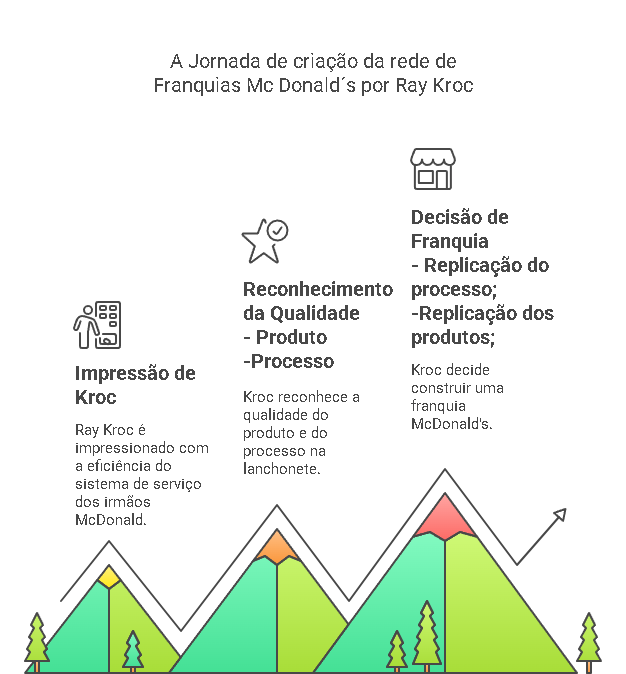 A Jornada de criação da rede de
Franquias Mc Donald´s por Ray Kroc
Impressão de
Kroc
Ray Kroc é
impressionado com
a eficiência do
sistema de serviço
dos irmãos
McDonald.
Reconhecimento
da Qualidade
- Produto
-Processo
Kroc reconhece a
qualidade do
produto e do
processo na
lanchonete.
Decisão de
Franquia
- Replicação do
processo;
-Replicação dos
produtos;
Kroc decide
construir uma
franquia
McDonald's.